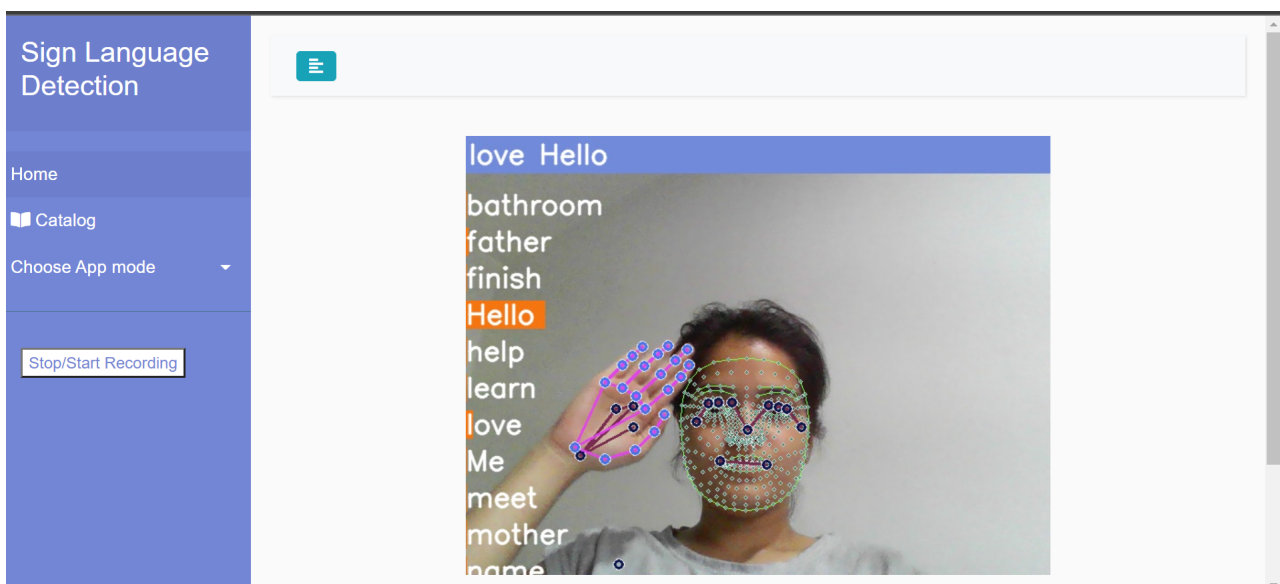 Sign Language
Detection
Home
Catalog
Choose App mode
Stop/Start Recording
love Hello
bathroom
father
finish
Hello
help
learn
love
Me
meet
mother
name